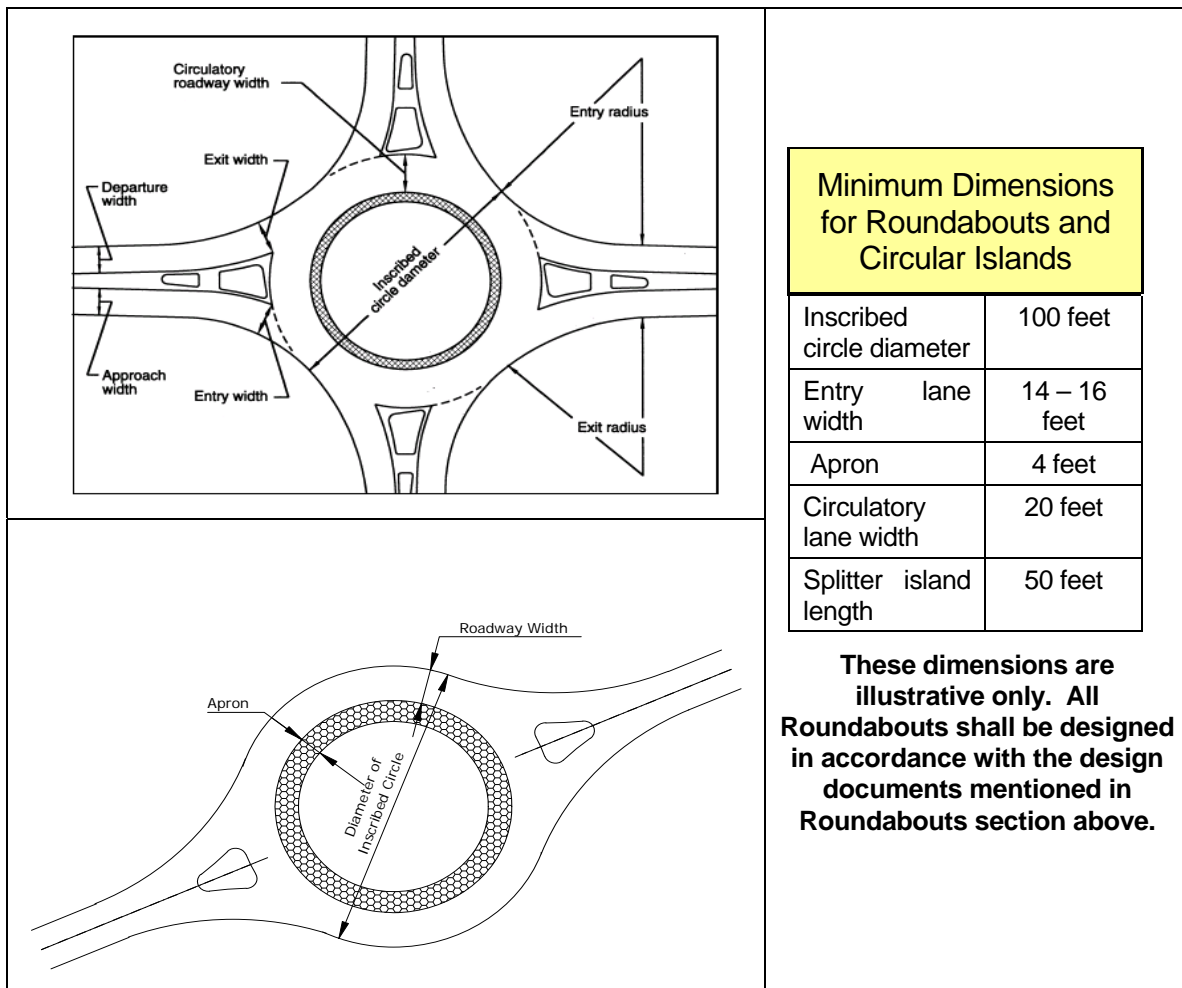 Circulatory
roadway width
Entry radius
Exit width
Departure
width
Inscribed
circle dameter
Approach
width
Entry width
Exit radius
Roadway Width
Apron
Diameter of
Inscribed Circle
Minimum Dimensions
for Roundabouts and
Circular Islands
Inscribed
circle diameter
100 feet
Entry lane
width
14 – 16
feet
Apron
4 feet
Circulatory
lane width
20 feet
Splitter island
length
50 feet
These dimensions are
illustrative only. All
Roundabouts shall be designed
in accordance with the design
documents mentioned in
Roundabouts section above.